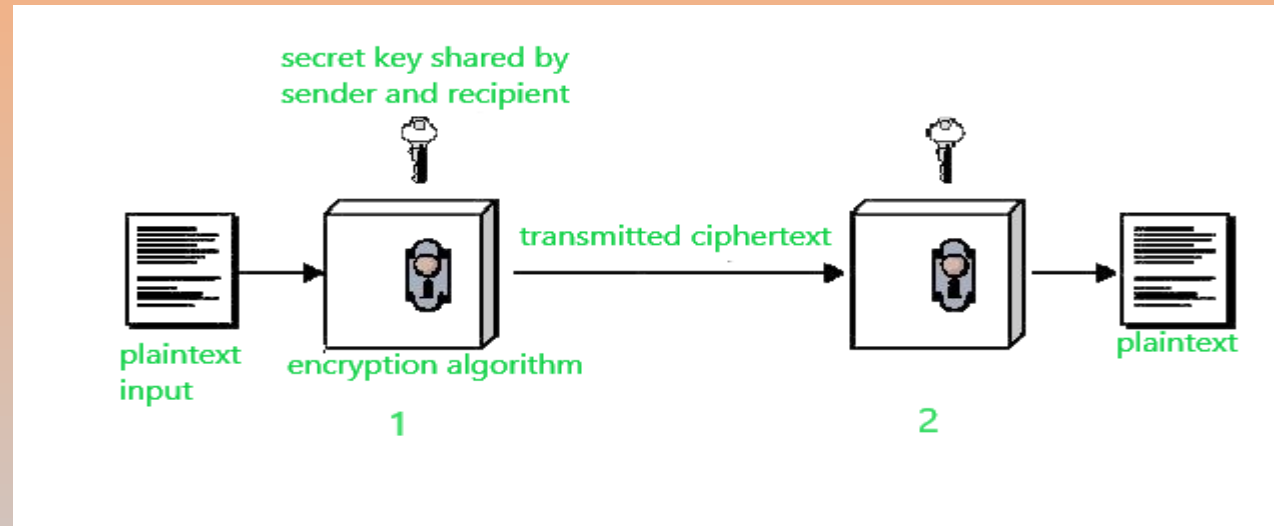 secret key shared by
sender and recipient
transmitted ciphertext
plaintext
input
encryption algorithm
plaintext
1
2